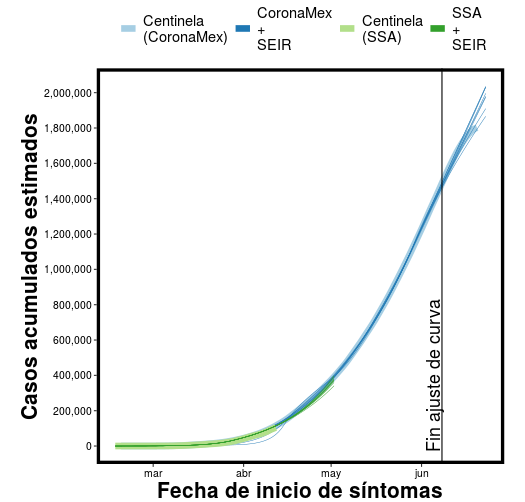 Centinela
(CoronaMex)
CoronaMex
+
SEIR
Centinela
(SSA)
SSA
+
SEIR
Casos acumulados estimados
2,000,000
1,800,000
1,600,000
1,400,000
1,200,000
1,000,000
800,000
600,000
400,000
200,000
0
Fin ajuste de curva
mar
abr
may
jun
Fecha de inicio de síntomas